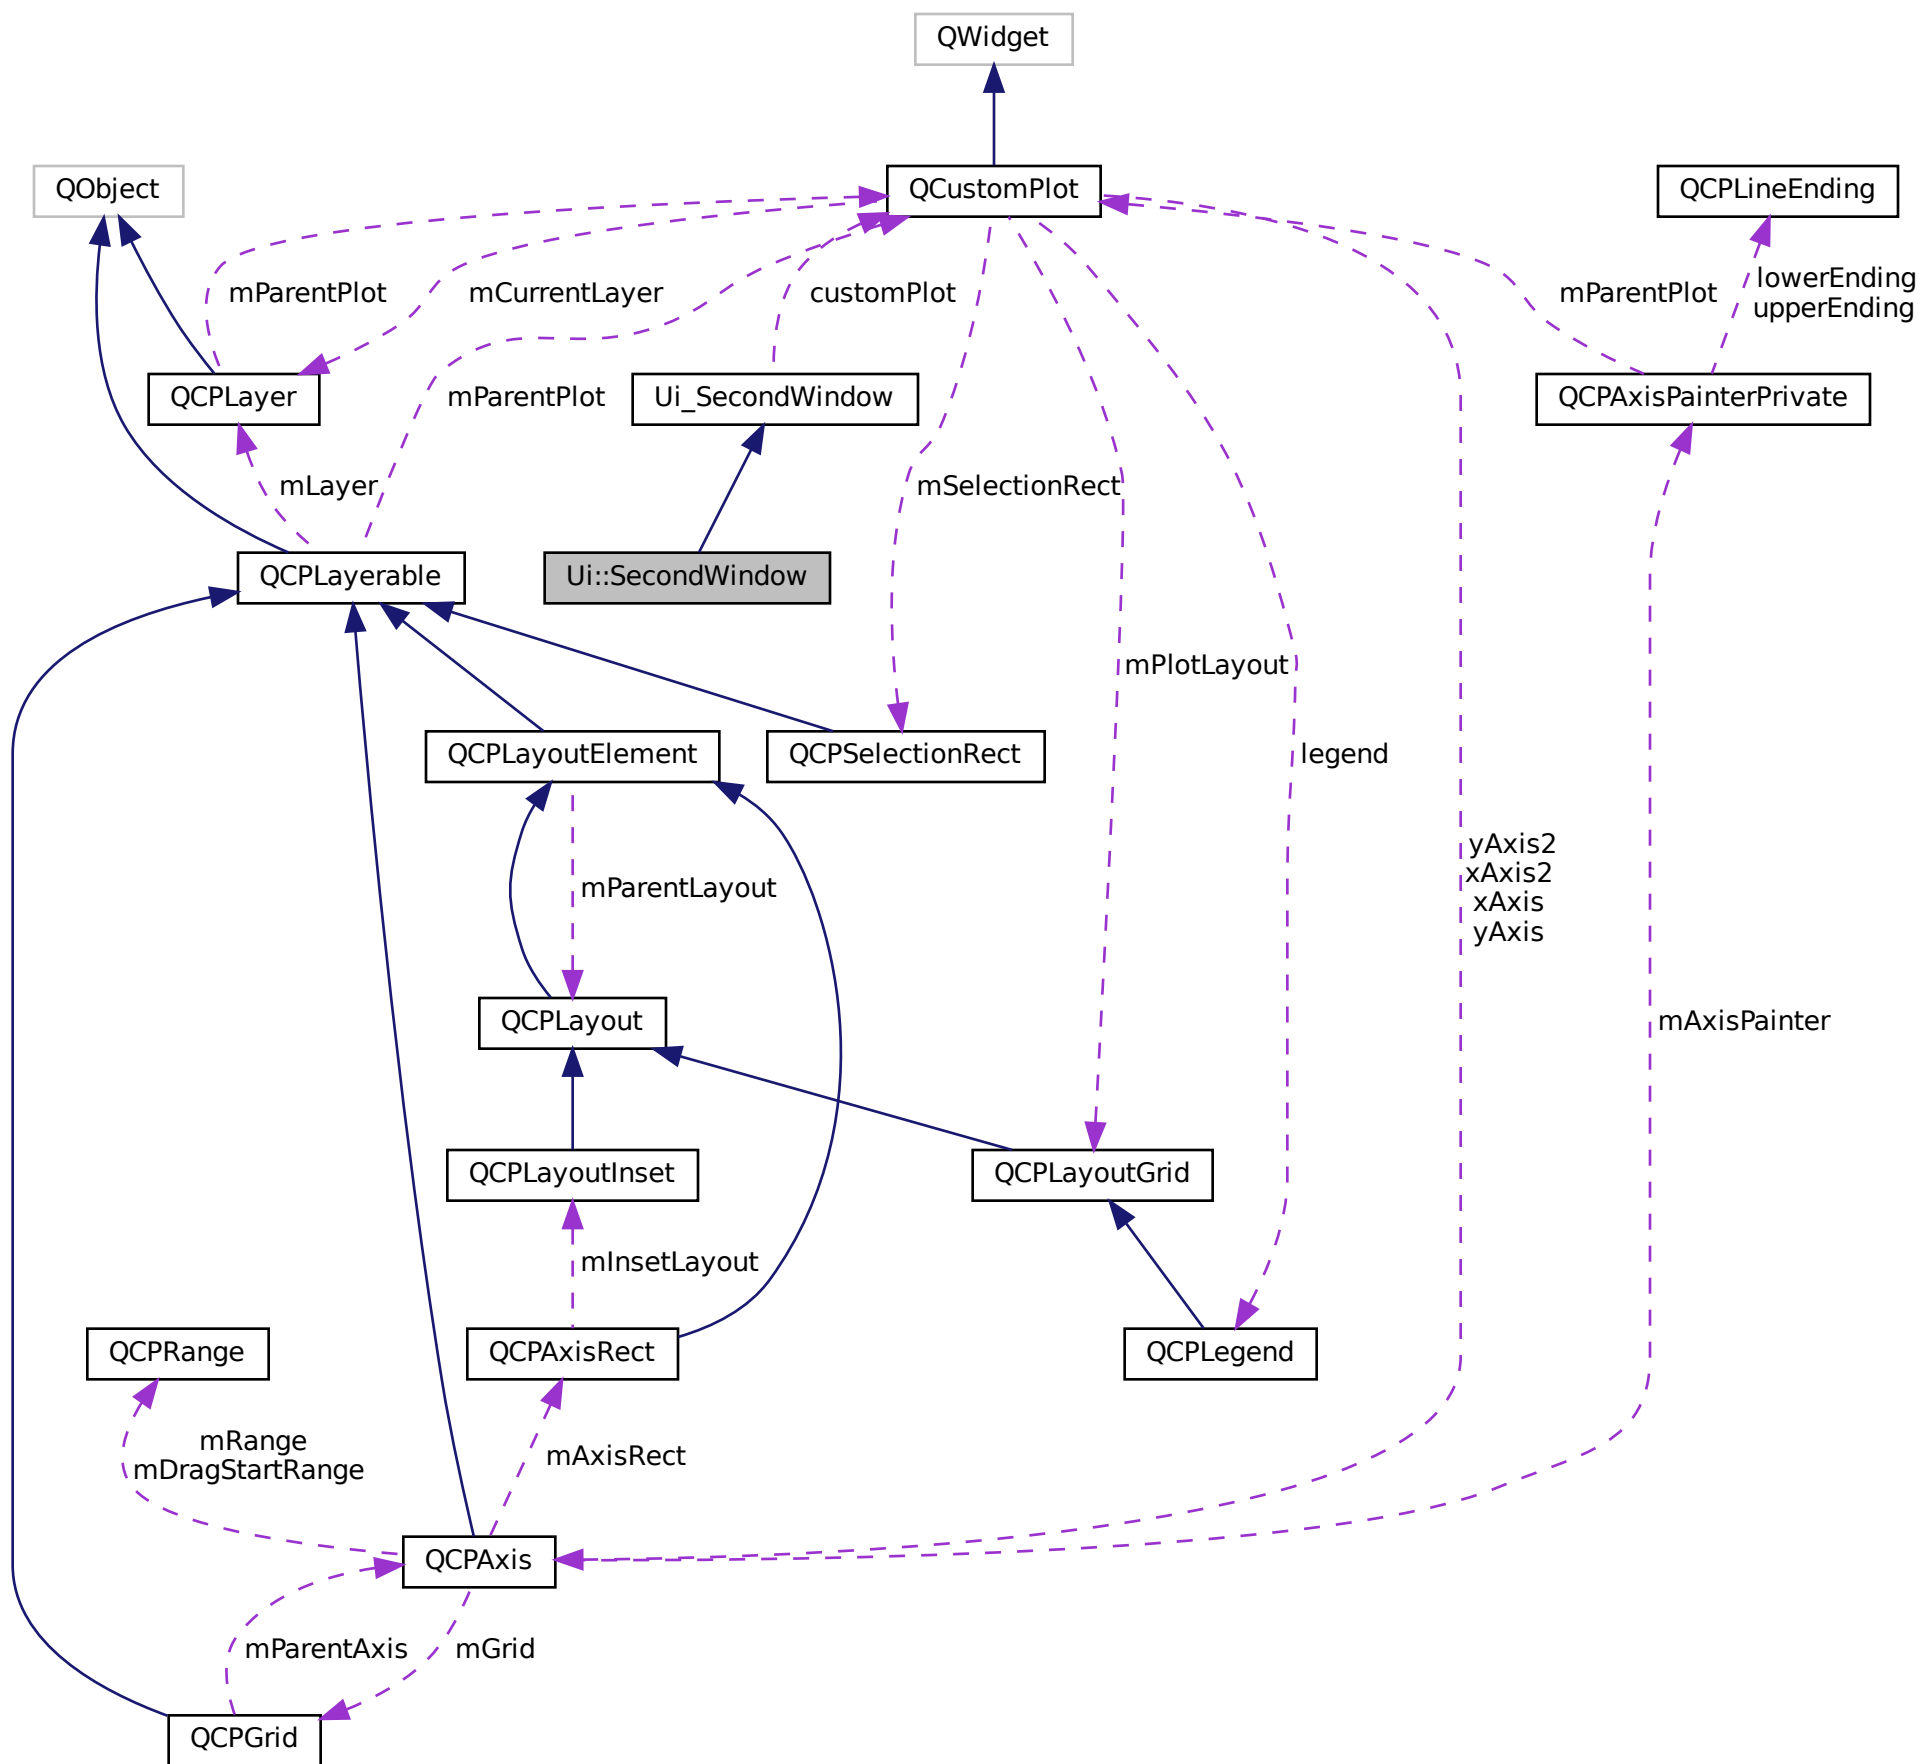 QWidget
QObject
QCustomPlot
QCPLineEnding
mParentPlot
mCurrentLayer
customPlot
mParentPlot
lowerEnding
upperEnding
QCPLayer
mParentPlot
Ui_SecondWindow
QCPAxisPainterPrivate
mLayer
mSelectionRect
QCPLayerable
Ui::SecondWindow
mPlotLayout
QCPLayoutElement
QCPSelectionRect
legend
yAxis2
xAxis2
xAxis
yAxis
mParentLayout
QCPLayout
mAxisPainter
QCPLayoutInset
QCPLayoutGrid
mInsetLayout
QCPRange
QCPAxisRect
QCPLegend
mRange
mDragStartRange
mAxisRect
QCPAxis
mParentAxis
mGrid
QCPGrid